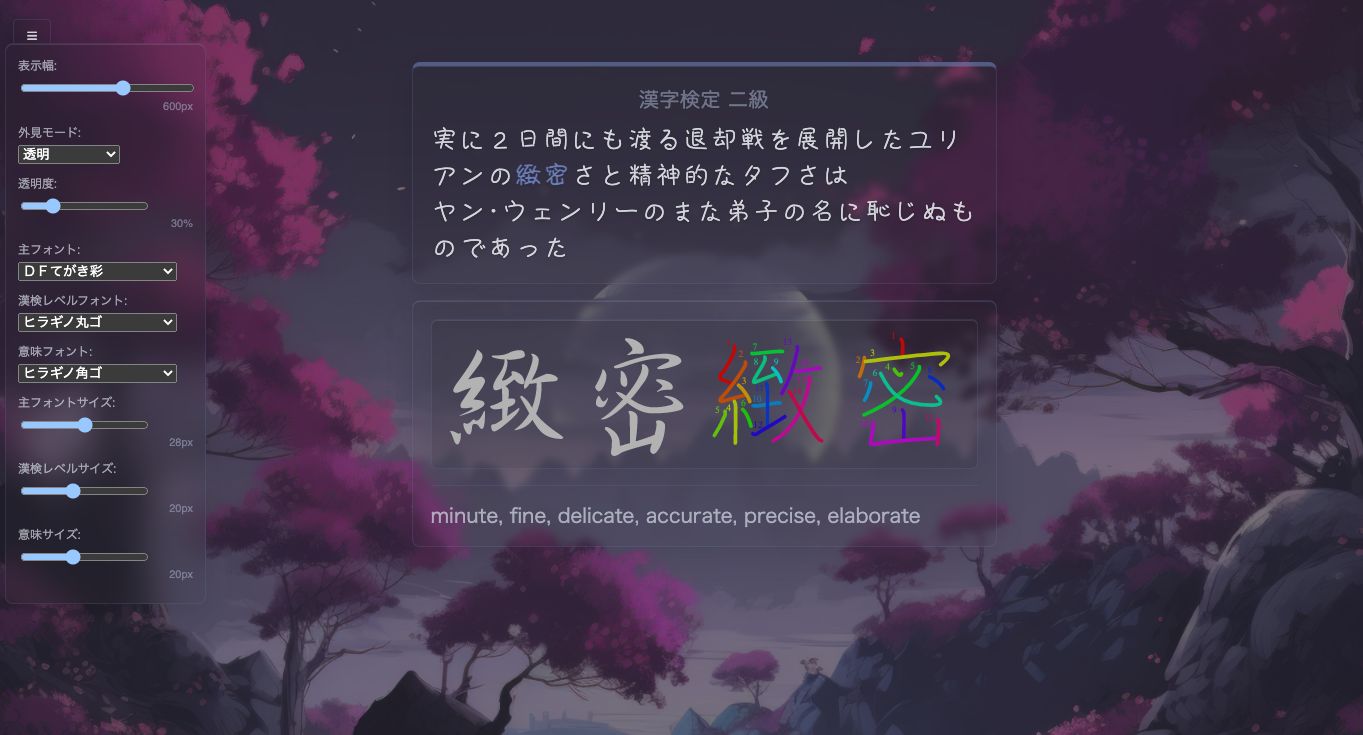 ≡
表示幅:
600px
外見モード:
透明
透明度:
30%
主フォント:
ＤＦてがき彩
漢検レベルフォント:
ヒラギノ丸ゴ
意味フォント:
ヒラギノ角ゴ
主フォントサイズ:
28px
漢検レベルサイズ:
20px
意味サイズ:
20px
漢字検定 二級
実に２日間にも渡る退却戦を展開したユリ
アンの緻密さと精神的なタフさは
ヤン・ウェンリーのまな弟子の名に恥じぬも
のであった
緻密 緻密
minute, fine, delicate, accurate, precise, elaborate